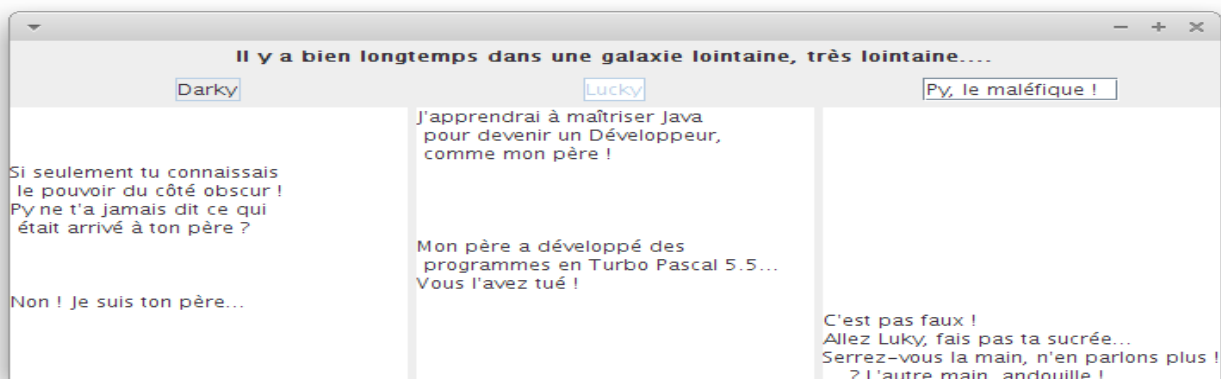 Il y a bien longtemps dans une galaxie lointaine, très lointaine....
Darky
Lucky
Py, le maléfique !
J'apprendrai à maîtriser Java
pour devenir un Développeur,
comme mon père !
Si seulement tu connaissais
le pouvoir du côté obscur !
Py ne t'a jamais dit ce qui
était arrivé à ton père ?
Mon père a développé des
programmes en Turbo Pascal 5.5...
Vous l'avez tué !
Non ! Je suis ton père...
C'est pas faux !
Allez Luky, fais pas ta sucrée...
Serrez-vous la main, n'en parlons plus !
? L'autre main, andouille !